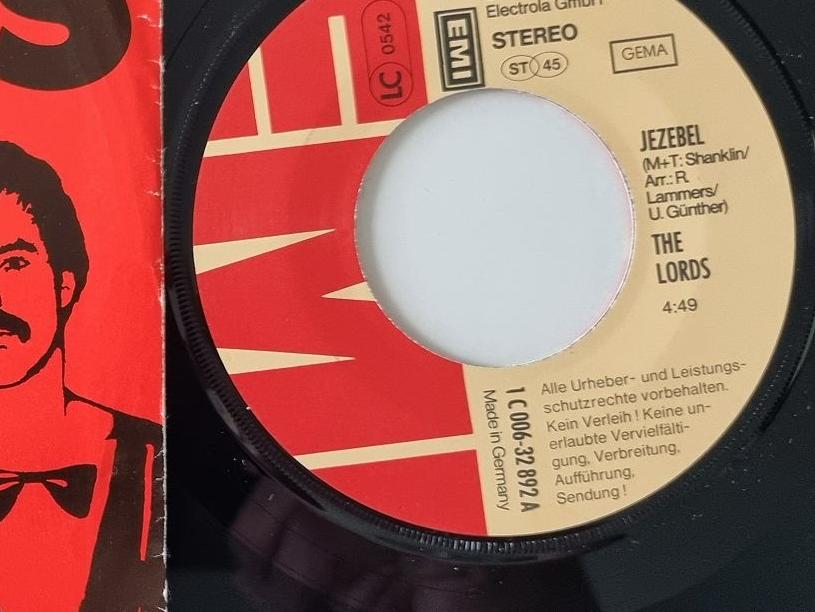 Electrola GmbH
LC 0542
EMI
STEREO
ST 45
GEMA
JEZEBEL
(M+T: Shanklin/
Arr.: R.
Lammers/
U. Günther)
THE
LORDS
4:49
1 C 006-32 892 A
Made in Germany
Alle Urheber- und Leistungs-
schutzrechte vorbehalten.
Kein Verleih! Keine un-
erlaubte Vervielfälti-
gung, Verbreitung,
Aufführung,
Sendung!